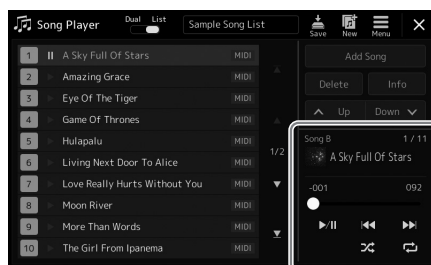 Song Player
Dual List
Sample Song List
Save
New
Menu
1 A Sky Full Of Stars MIDI
2 Amazing Grace MIDI
3 Eye Of The Tiger MIDI
4 Game Of Thrones MIDI
5 Hulapalu MIDI
6 Living Next Door To Alice MIDI
7 Love Really Hurts Without You MIDI
8 Moon River MIDI
9 More Than Words MIDI
10 The Girl From Ipanema MIDI
1/2
Add Song
Delete
Info
Up
Down
Song B 1 / 11
A Sky Full Of Stars
-001 092